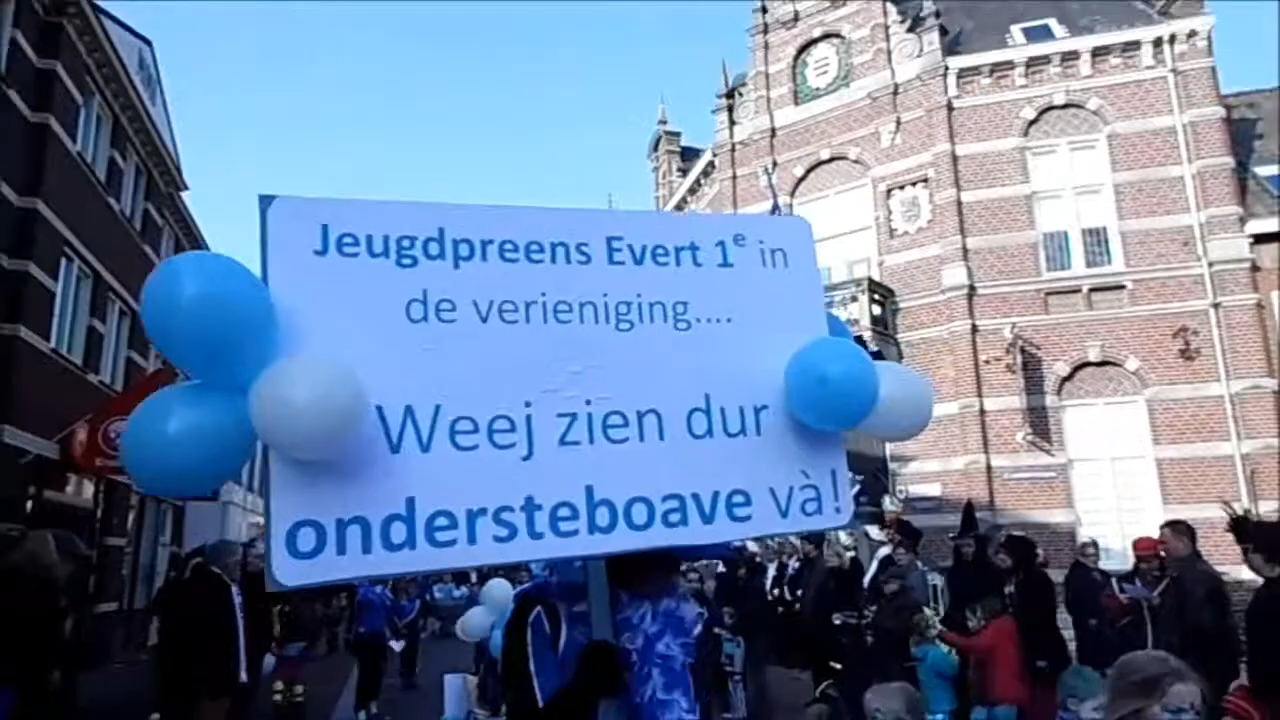 Jeugdpreens Evert 1e in
de verieniging....
Weej zien dur
ondersteboave và!